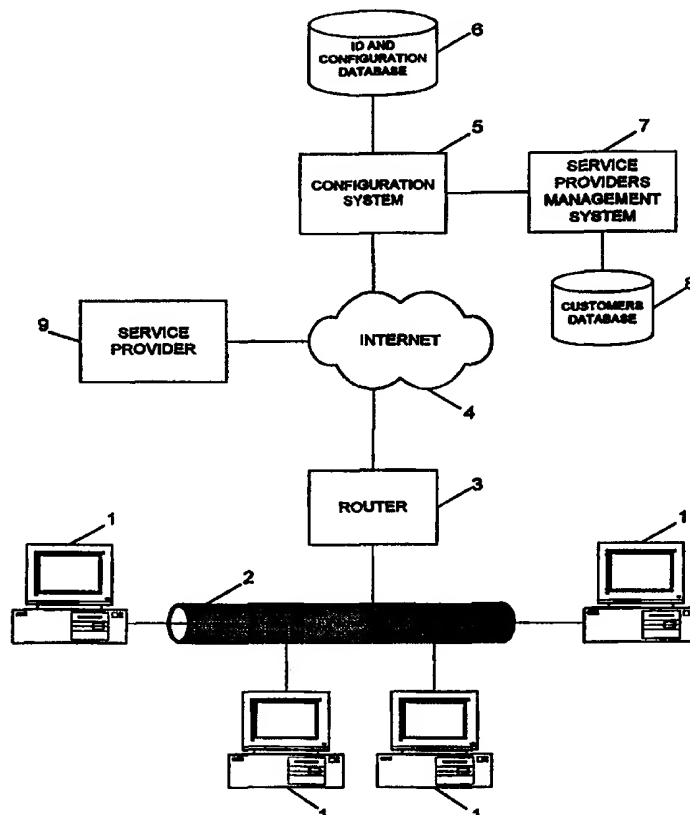 6
ID AND
CONFIGURATION
DATABASE
5
7
CONFIGURATION
SYSTEM
SERVICE
PROVIDERS
MANAGEMENT
SYSTEM
8
CUSTOMERS
DATABASE
9
SERVICE
PROVIDER
INTERNET
4
3
ROUTER
1
1
2
1
1